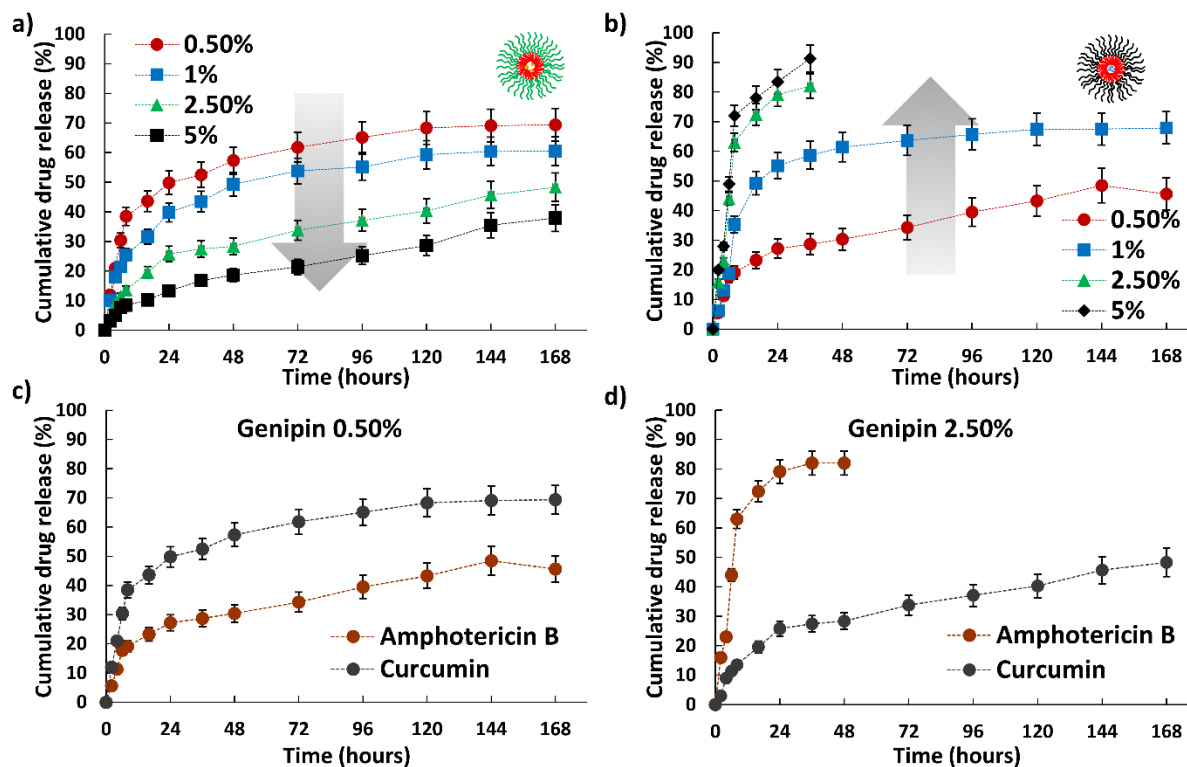 a)
Cumulative drug release (%)
100
90
80
70
60
50
40
30
20
10
0
0.50%
1%
2.50%
5%
0 24 48 72 96 120 144 168
Time (hours)
b)
Cumulative drug release (%)
100
90
80
70
60
50
40
30
20
10
0
0.50%
1%
2.50%
5%
0 24 48 72 96 120 144 168
Time (hours)
c)
Cumulative drug release (%)
100
90
80
70
60
50
40
30
20
10
0
Genipin 0.50%
Amphotericin B
Curcumin
0 24 48 72 96 120 144 168
Time (hours)
d)
Cumulative drug release (%)
100
90
80
70
60
50
40
30
20
10
0
Genipin 2.50%
Amphotericin B
Curcumin
0 24 48 72 96 120 144 168
Time (hours)